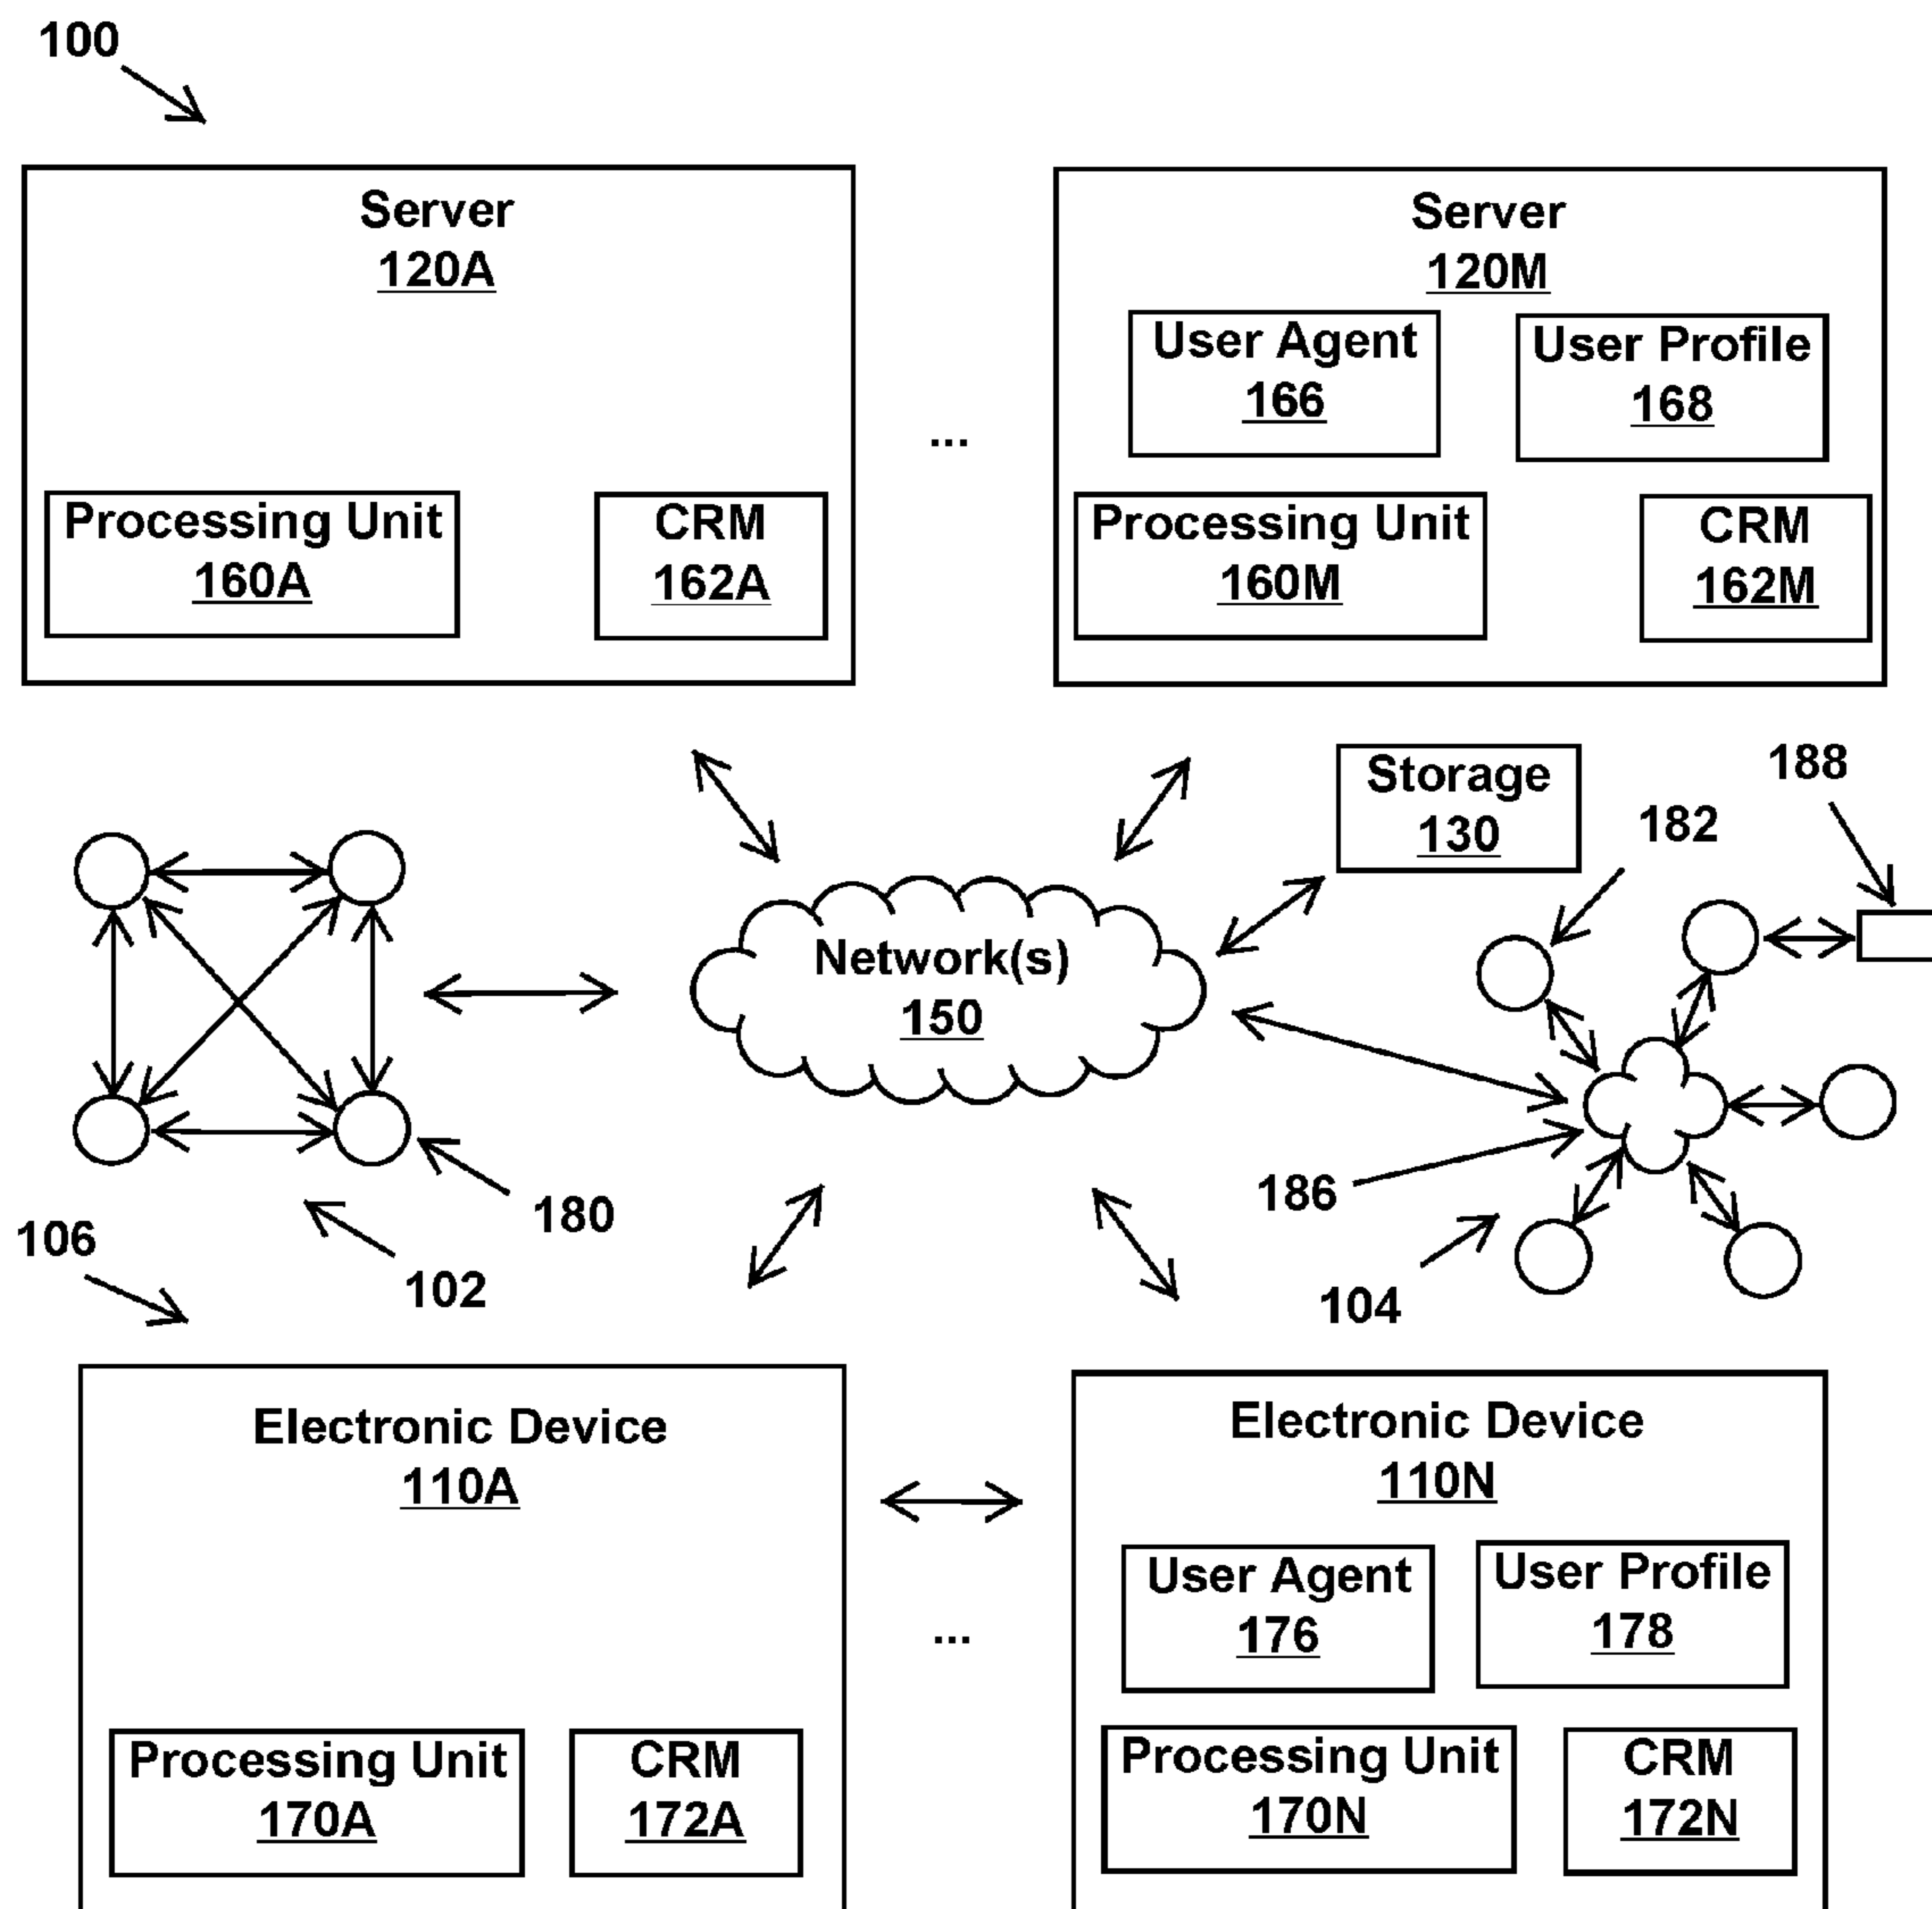 100
Server
120A
Processing Unit
160A
CRM
162A
...
Server
120M
User Agent
166
User Profile
168
Processing Unit
160M
CRM
162M
Storage
130
182
188
Network(s)
150
180
102
106
186
104
Electronic Device
110A
Processing Unit
170A
CRM
172A
...
Electronic Device
110N
User Agent
176
User Profile
178
Processing Unit
170N
CRM
172N